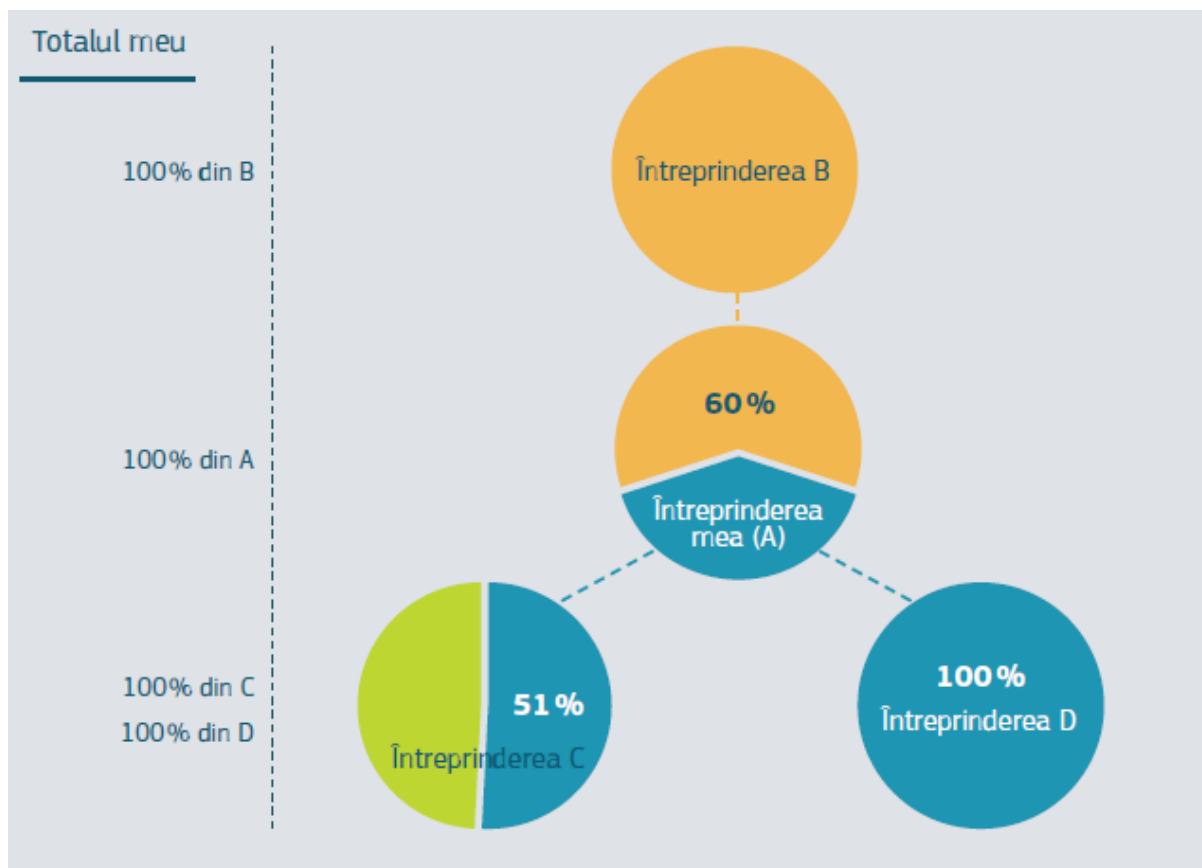 Totalul meu
100% din B
Întreprinderea B
60%
100% din A
Întreprinderea
mea (A)
100% din C
100% din D
51%
Întreprinderea C
100%
Întreprinderea D